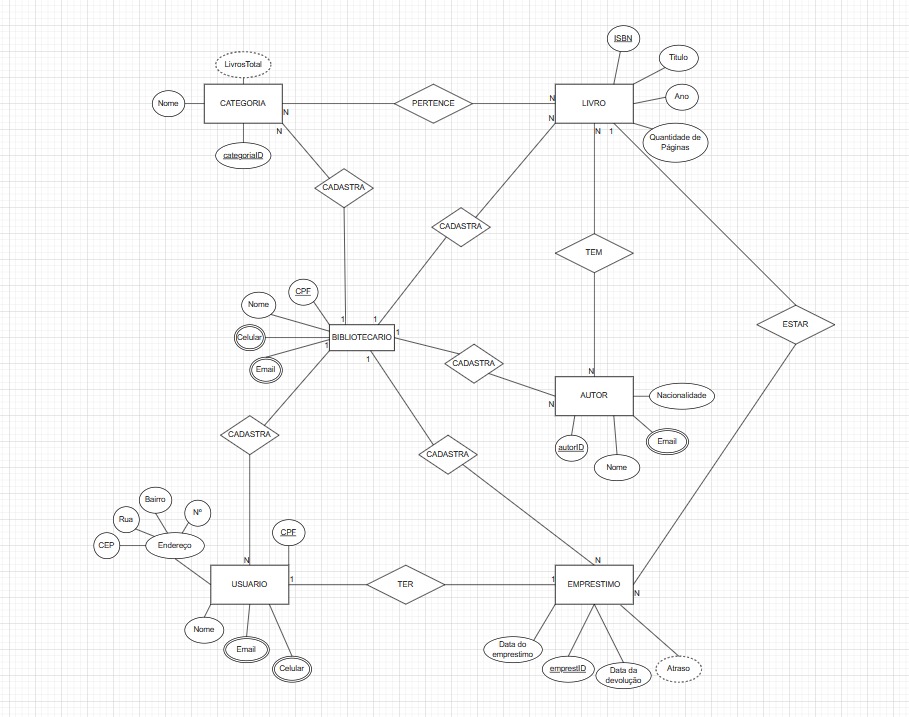 ISBN
LivrosTotal
Titulo
Nome
CATEGORIA
PERTENCE
LIVRO
Ano
N
N
N
N
N
1
Quantidade de
Páginas
categoriaID
CADASTRA
CADASTRA
TEM
CPF
Nome
1
1
ESTAR
Celular
BIBLIOTECARIO
1
1
1
Email
CADASTRA
N
AUTOR
Nacionalidade
N
CADASTRA
autorID
Email
CADASTRA
Nome
Bairro
Nº
Rua
CPF
CEP
Endereço
N
N
USUARIO
1
TER
1
EMPRESTIMO
N
Nome
Email
Celular
Data do
emprestimo
emprestID
Data da
devolução
Atraso